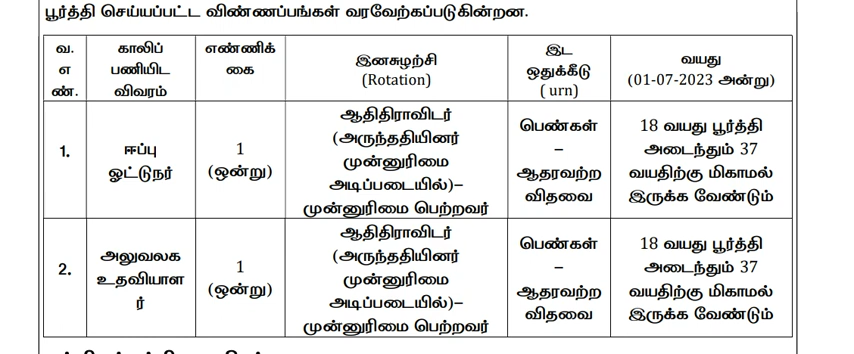 பூர்த்தி செய்யப்பட்ட விண்ணப்பங்கள் வரவேற்கப்படுகின்றன.
வ.
எ
ண்.
காலிப்
பணியிட
விவரம்
எண்ணிக்
கை
இனசுழற்சி
(Rotation)
இட
ஒதுக்கீடு
( urn)
வயது
(01-07-2023 அன்று)
1.
ஈப்பு
ஓட்டுநர்
1
(ஒன்று)
ஆதிதிராவிடர்
(அருந்ததியினர்
முன்னுரிமை
அடிப்படையில்)–
முன்னுரிமை பெற்றவர்
பெண்கள்
–
ஆதரவற்ற
விதவை
18 வயது பூர்த்தி
அடைந்தும் 37
வயதிற்கு மிகாமல்
இருக்க வேண்டும்
2.
அலுவலக
உதவியாள
ர்
1
(ஒன்று)
ஆதிதிராவிடர்
(அருந்ததியினர்
முன்னுரிமை
அடிப்படையில்)–
முன்னுரிமை பெற்றவர்
பெண்கள்
–
ஆதரவற்ற
விதவை
18 வயது பூர்த்தி
அடைந்தும் 37
வயதிற்கு மிகாமல்
இருக்க வேண்டும்